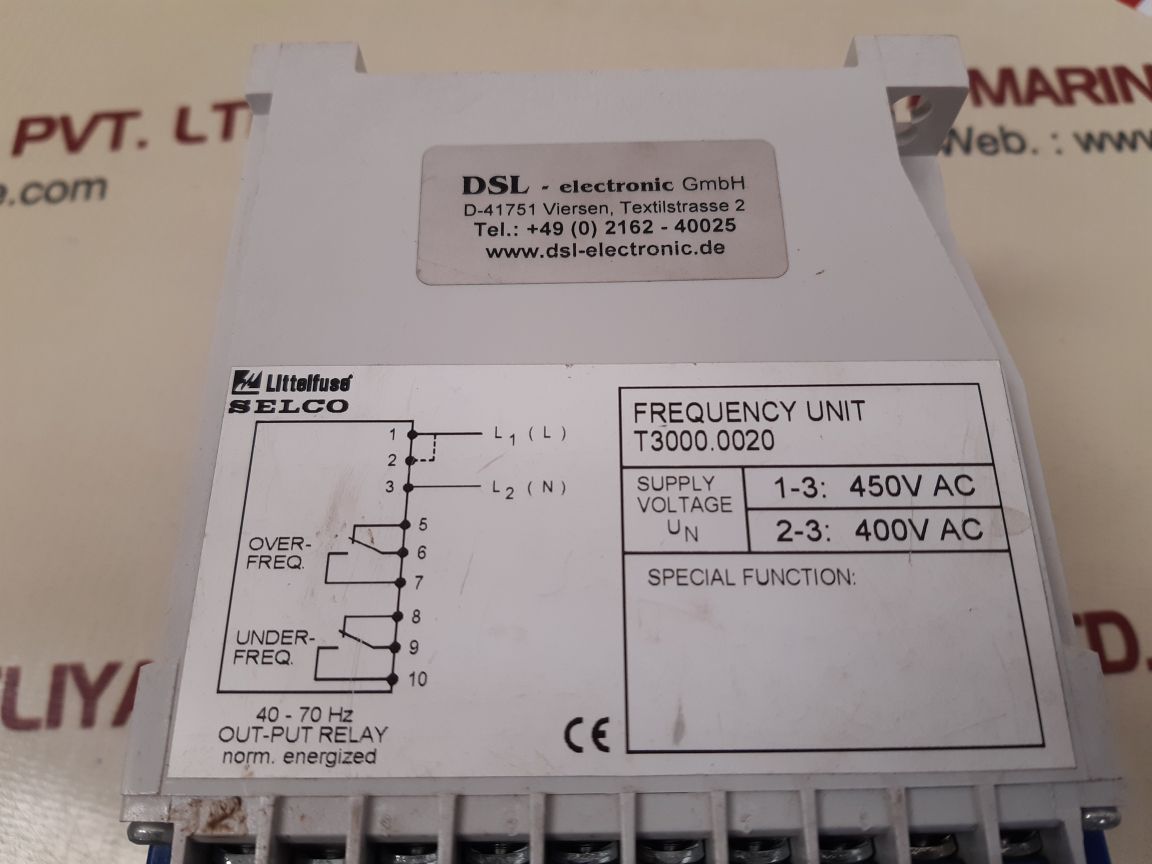 PVT. LT
MARIN
e.com
Web. : www
DSL - electronic GmbH
D-41751 Viersen, Textilstrasse 2
Tel.: +49 (0) 2162 - 40025
www.dsl-electronic.de
Littelfuse
SELCO
1 L1 (L)
2
3 L2 (N)
5
OVER-
FREQ.
6
7
8
UNDER-
FREQ.
9
10
40 - 70 Hz
OUT-PUT RELAY
norm. energized
CE
FREQUENCY UNIT
T3000.0020
SUPPLY
VOLTAGE
UN
1-3: 450V AC
2-3: 400V AC
SPECIAL FUNCTION:
TD.